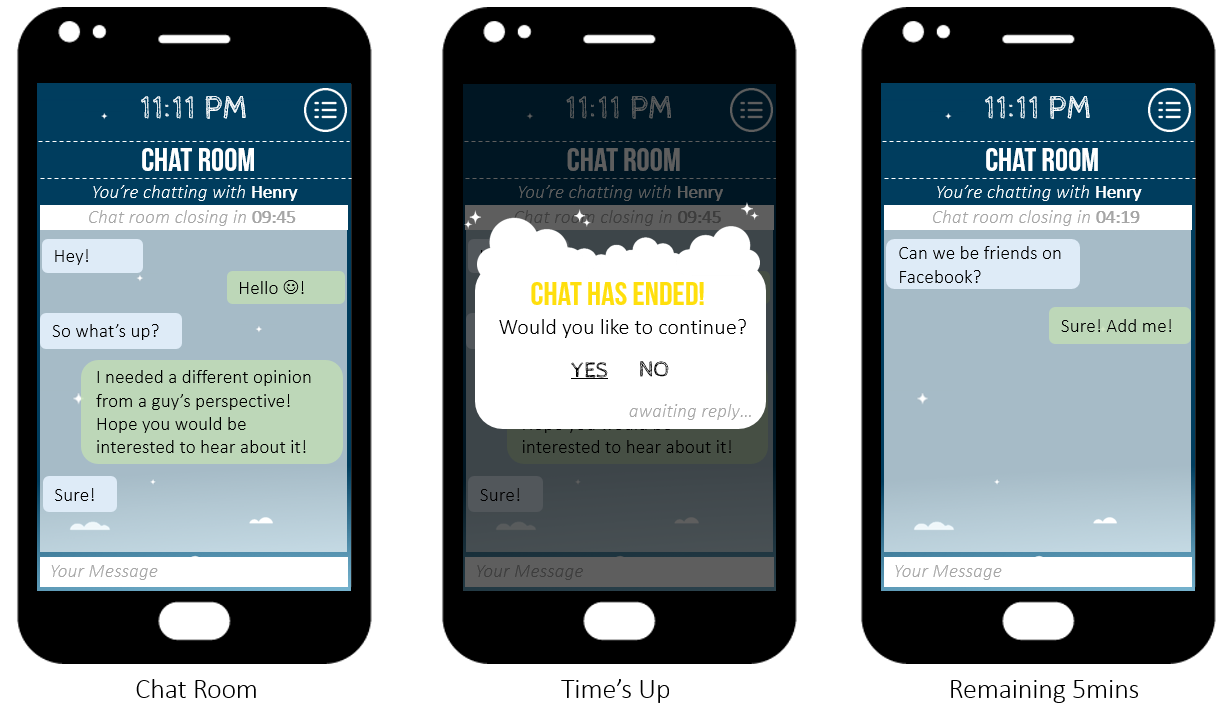 11:11 PM
CHAT ROOM
You're chatting with Henry
Chat room closing in 09:45
Hey!
Hello ☺!
So what's up?
I needed a different opinion
from a guy's perspective!
Hope you would be
interested to hear about it!
Sure!
Your Message
Chat Room
11:11 PM
CHAT ROOM
You're chatting with Henry
Chat room closing in 09:45
CHAT HAS ENDED!
Would you like to continue?
YES NO
awaiting reply...
Hope you would be
interested to hear about it!
Sure!
Your Message
Time's Up
11:11 PM
CHAT ROOM
You're chatting with Henry
Chat room closing in 04:19
Can we be friends on
Facebook?
Sure! Add me!
Your Message
Remaining 5mins